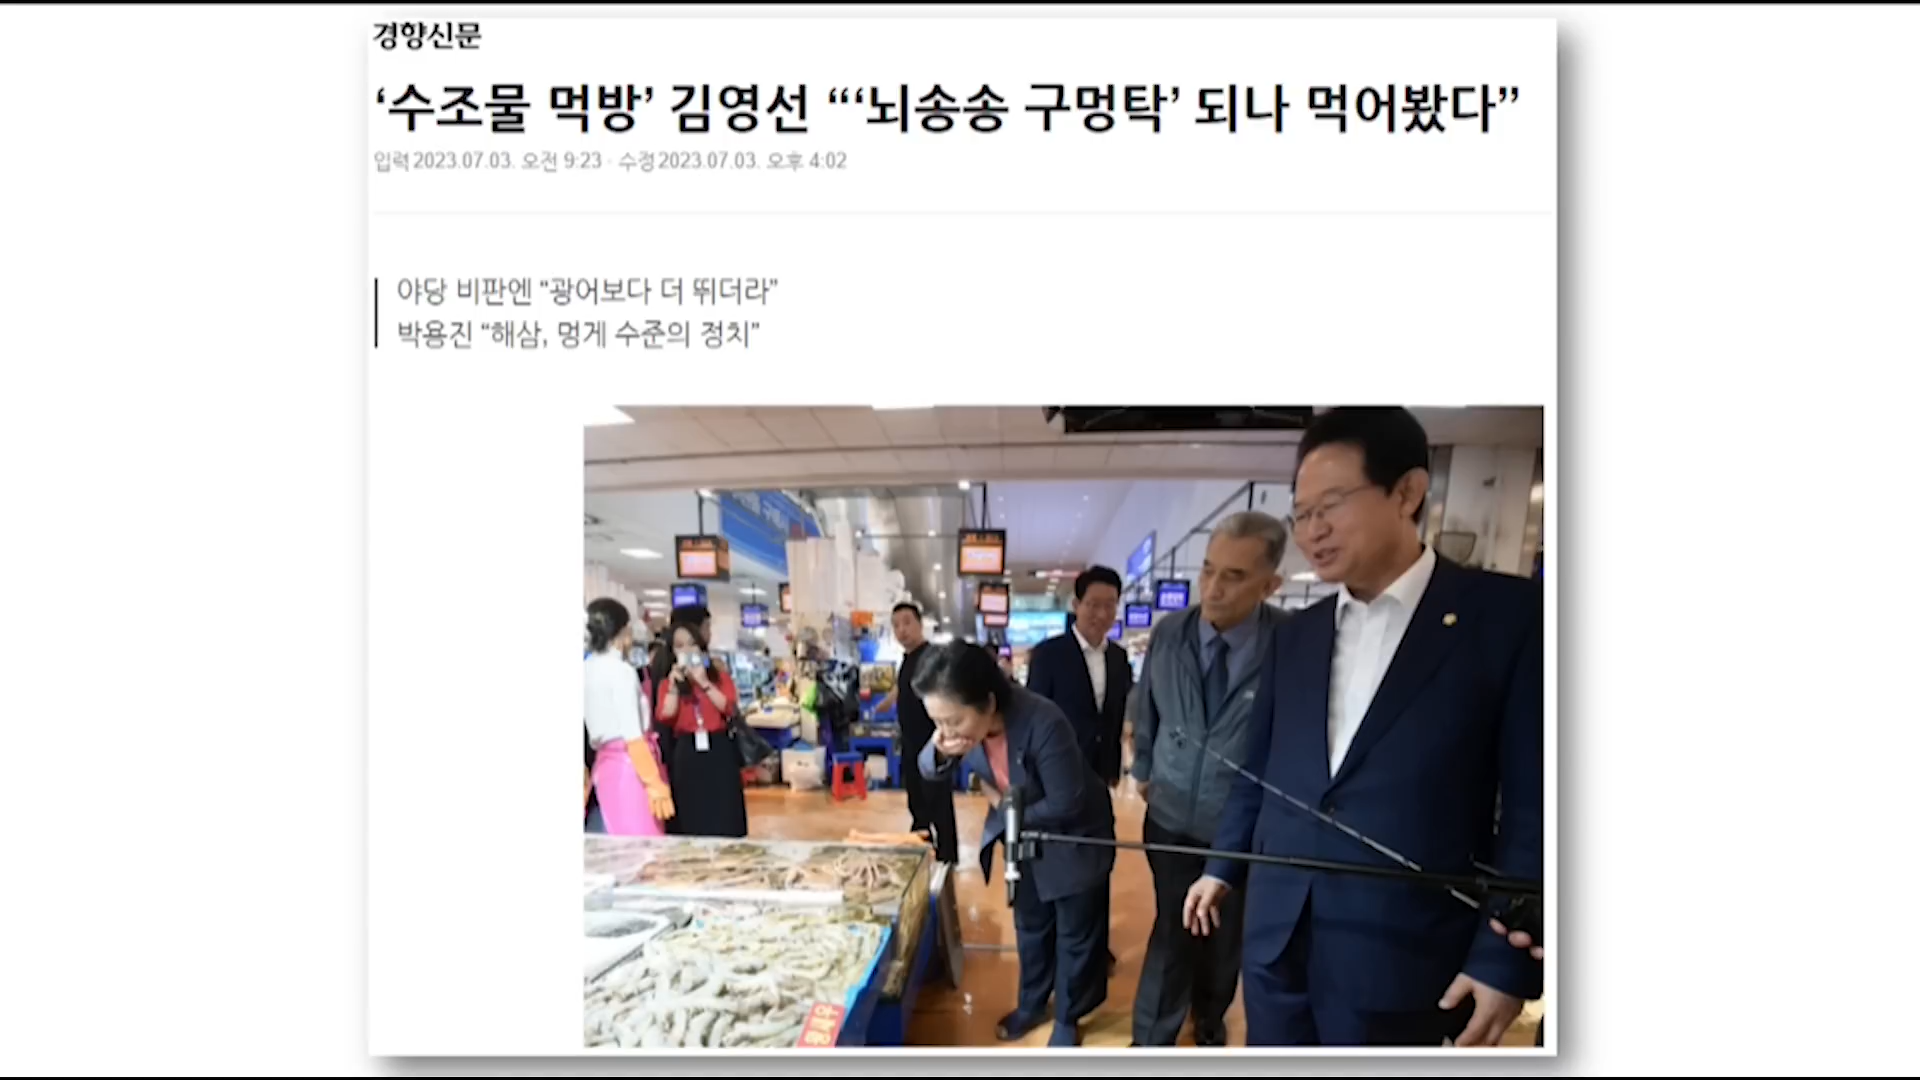 경향신문
‘수조물 먹방’ 김영선 “‘뇌송송 구멍탁’ 되나 먹어봤다”
입력 2023.07.03. 오전 9:23 · 수정 2023.07.03. 오후 4:02
야당 비판엔 “광어보다 더 뛰더라”
박용진 “해삼, 멍게 수준의 정치”